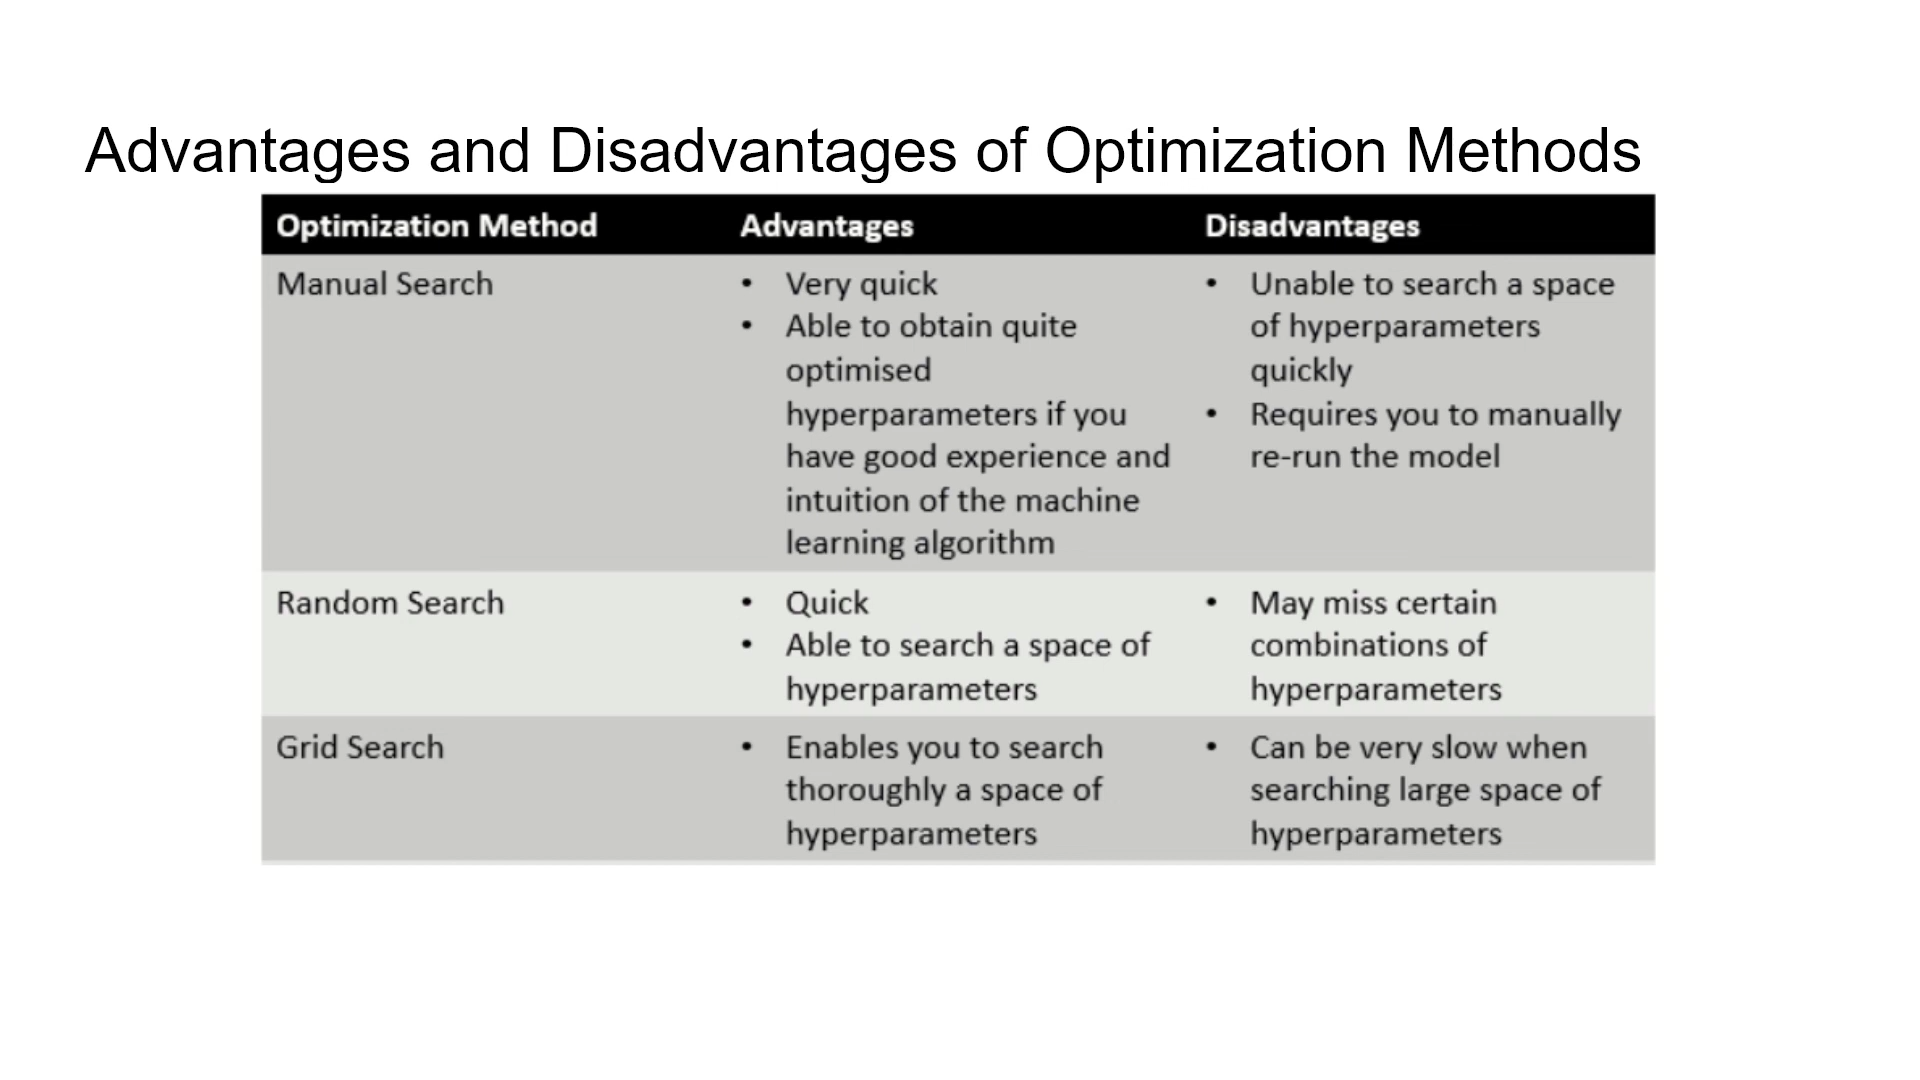 Advantages and Disadvantages of Optimization Methods
Optimization Method Advantages Disadvantages
Manual Search
• Very quick
• Able to obtain quite
optimised
hyperparameters if you
have good experience and
intuition of the machine
learning algorithm
• Unable to search a space
of hyperparameters
quickly
• Requires you to manually
re-run the model
Random Search
• Quick
• Able to search a space of
hyperparameters
• May miss certain
combinations of
hyperparameters
Grid Search
• Enables you to search
thoroughly a space of
hyperparameters
• Can be very slow when
searching large space of
hyperparameters